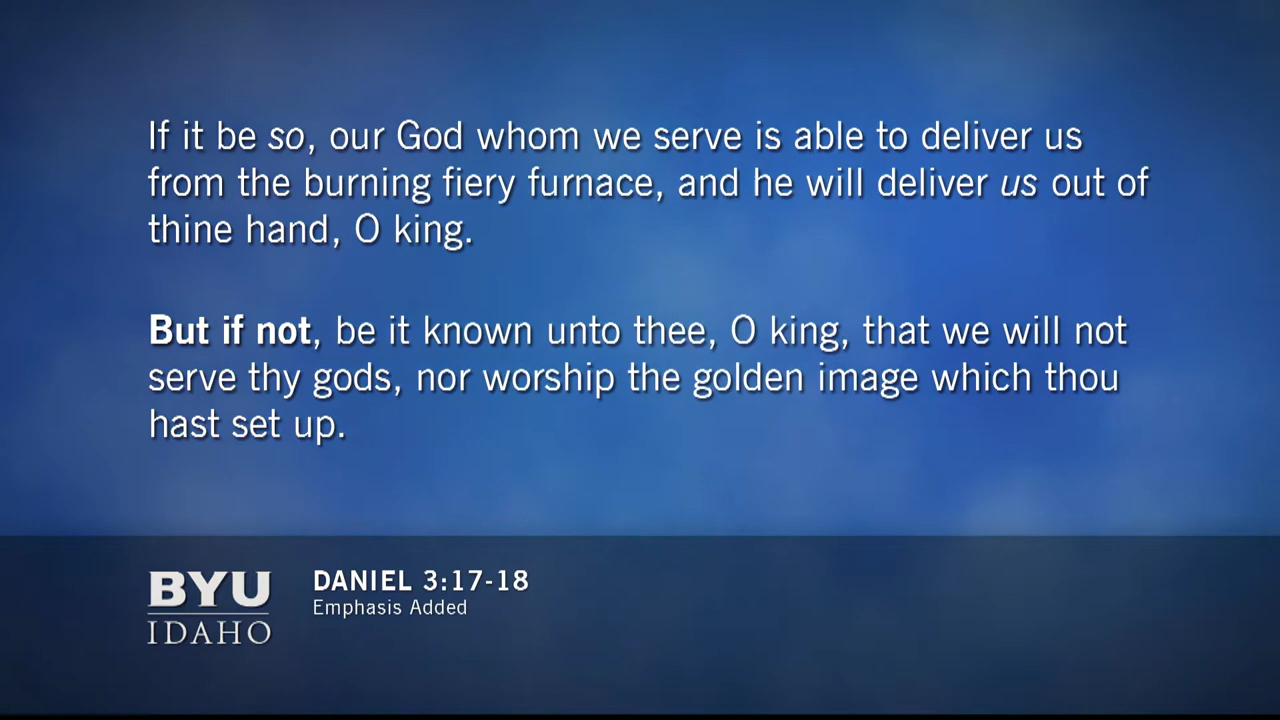 If it be so, our God whom we serve is able to deliver us
from the burning fiery furnace, and he will deliver us out of
thine hand, O king.
But if not, be it known unto thee, O king, that we will not
serve thy gods, nor worship the golden image which thou
hast set up.
BYU
IDAHO
DANIEL 3:17-18
Emphasis Added